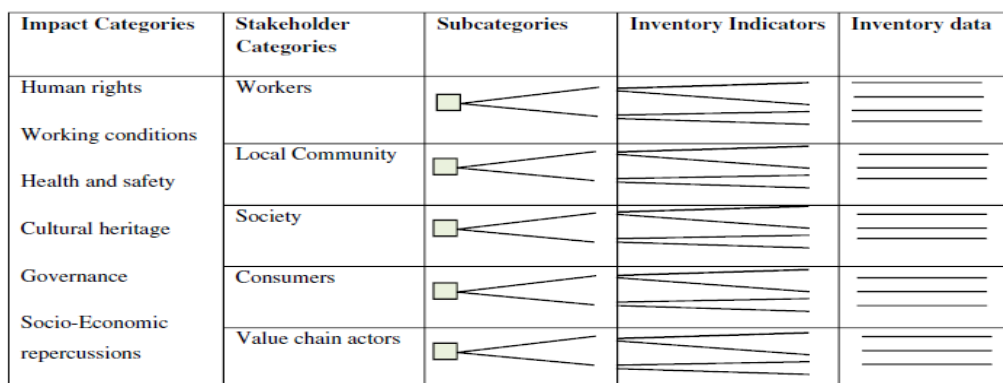 Impact Categories
Stakeholder
Categories
Subcategories
Inventory Indicators
Inventory data
Human rights
Working conditions
Health and safety
Cultural heritage
Governance
Socio-Economic
repercussions
Workers
Local Community
Society
Consumers
Value chain actors